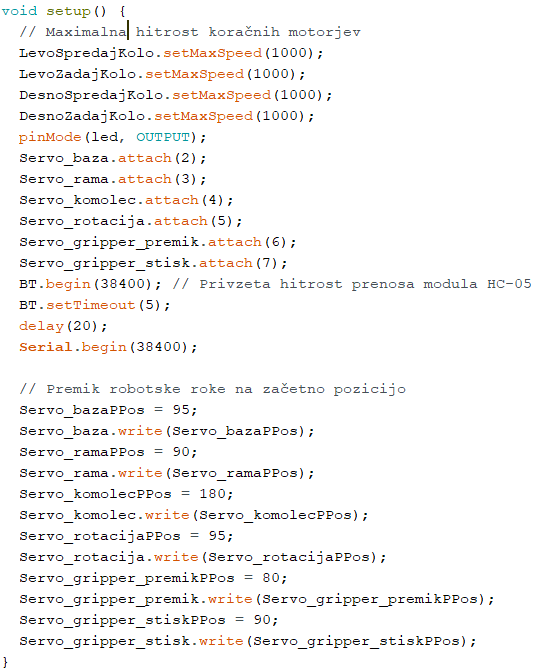 void setup() {
  // Maximalna hitrost koračnih motorjev
  LevoSpredajKolo.setMaxSpeed(1000);
  LevoZadajKolo.setMaxSpeed(1000);
  DesnoSpredajKolo.setMaxSpeed(1000);
  DesnoZadajKolo.setMaxSpeed(1000);
  pinMode(led, OUTPUT);
  Servo_baza.attach(2);
  Servo_rama.attach(3);
  Servo_komolec.attach(4);
  Servo_rotacija.attach(5);
  Servo_gripper_premik.attach(6);
  Servo_gripper_stisk.attach(7);
  BT.begin(38400); // Privzeta hitrost prenosa modula HC-05
  BT.setTimeout(5);
  delay(20);
  Serial.begin(38400);

  // Premik robotske roke na začetno pozicijo
  Servo_bazaPPos = 95;
  Servo_baza.write(Servo_bazaPPos);
  Servo_ramaPPos = 90;
  Servo_rama.write(Servo_ramaPPos);
  Servo_komolecPPos = 180;
  Servo_komolec.write(Servo_komolecPPos);
  Servo_rotacijaPPos = 95;
  Servo_rotacija.write(Servo_rotacijaPPos);
  Servo_gripper_premikPPos = 80;
  Servo_gripper_premik.write(Servo_gripper_premikPPos);
  Servo_gripper_stiskPPos = 90;
  Servo_gripper_stisk.write(Servo_gripper_stiskPPos);
}